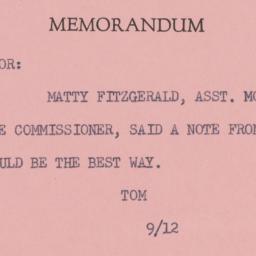 MEMORANDUM
OR:
MATTY FITZGERALD, ASST. MO
E COMMISSIONER, SAID A NOTE FROM
ULD BE THE BEST WAY.
TOM
9/12